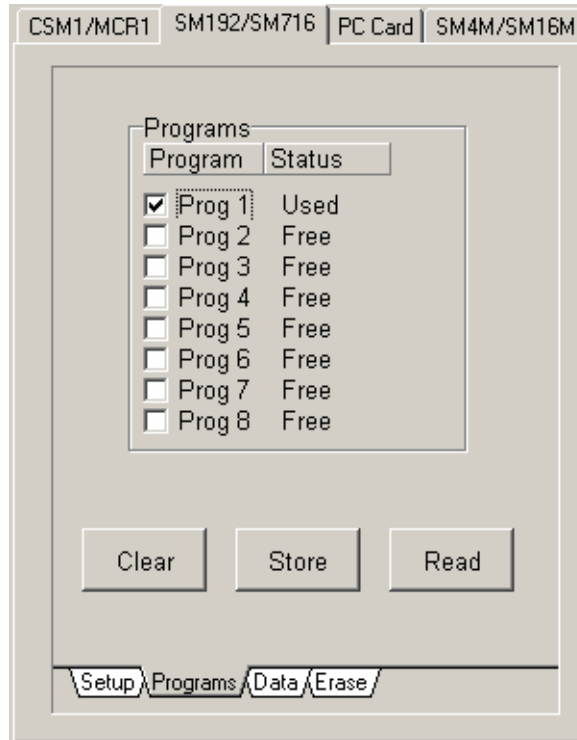 CSM1/MCR1 SM192/SM716 PC Card SM4M/SM16M
Programs
Program Status
Prog 1 Used
Prog 2 Free
Prog 3 Free
Prog 4 Free
Prog 5 Free
Prog 6 Free
Prog 7 Free
Prog 8 Free
Clear Store Read
Setup Programs Data Erase